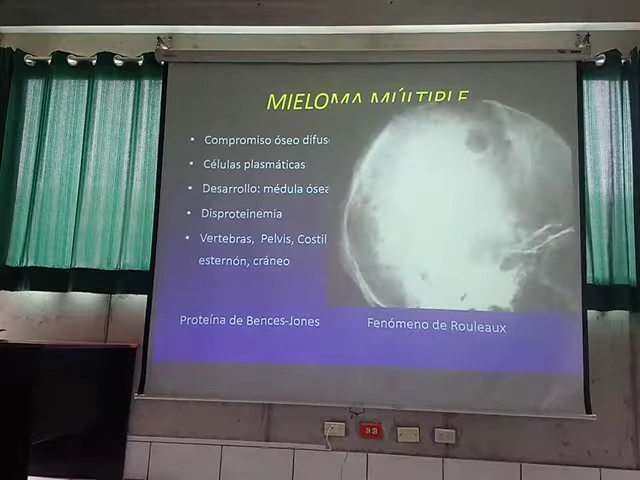 MIELOMA MÚLTIPLE
• Compromiso óseo difus
• Células plasmáticas
• Desarrollo: médula ósea
• Disproteinemia
• Vertebras, Pelvis, Costil
esternón, cráneo
Proteína de Bences-Jones
Fenómeno de Rouleaux